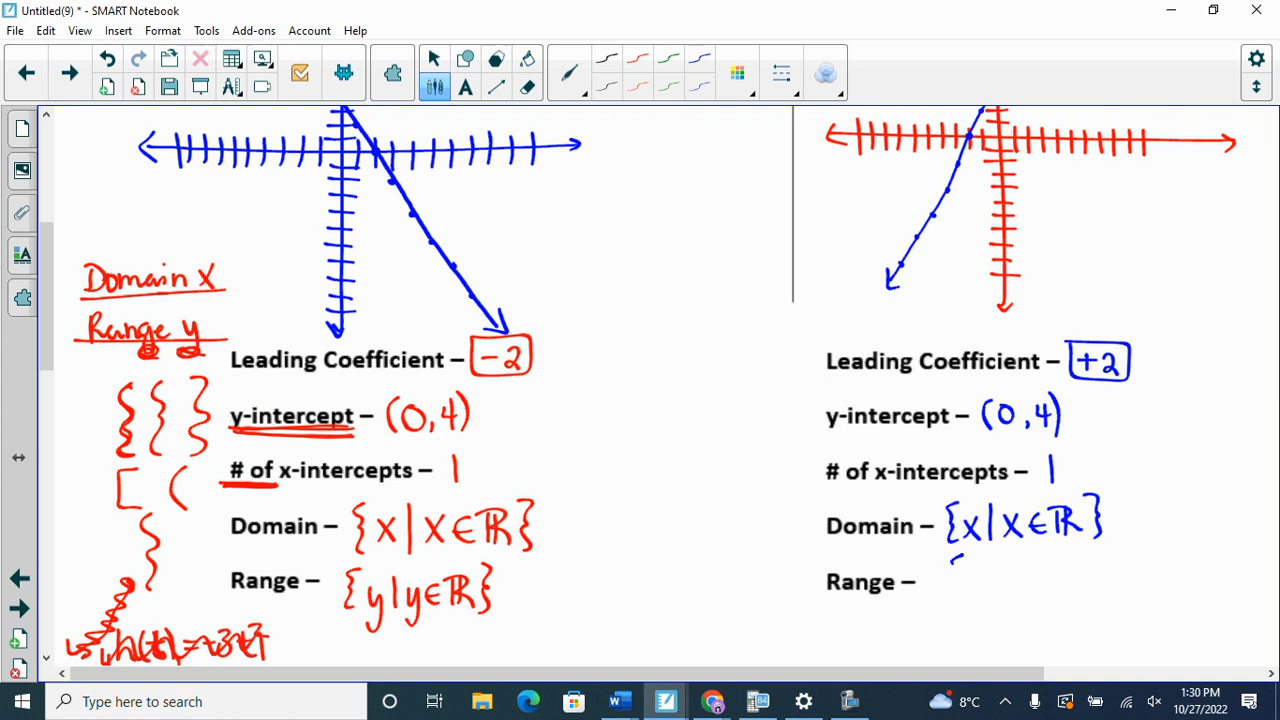 Untitled(9) * - SMART Notebook
File Edit View Insert Format Tools Add-ons Account Help
Domain X
Range y
Leading Coefficient – -2
y-intercept – (0,4)
# of x-intercepts – 1
Domain – {x|x∈ℝ}
Range – {y|y∈ℝ}
Leading Coefficient – +2
y-intercept – (0,4)
# of x-intercepts – 1
Domain – {x|x∈ℝ}
Range –
{ { }
[ (
}
h(t)=
Type here to search
8°C
1:30 PM
10/27/2022